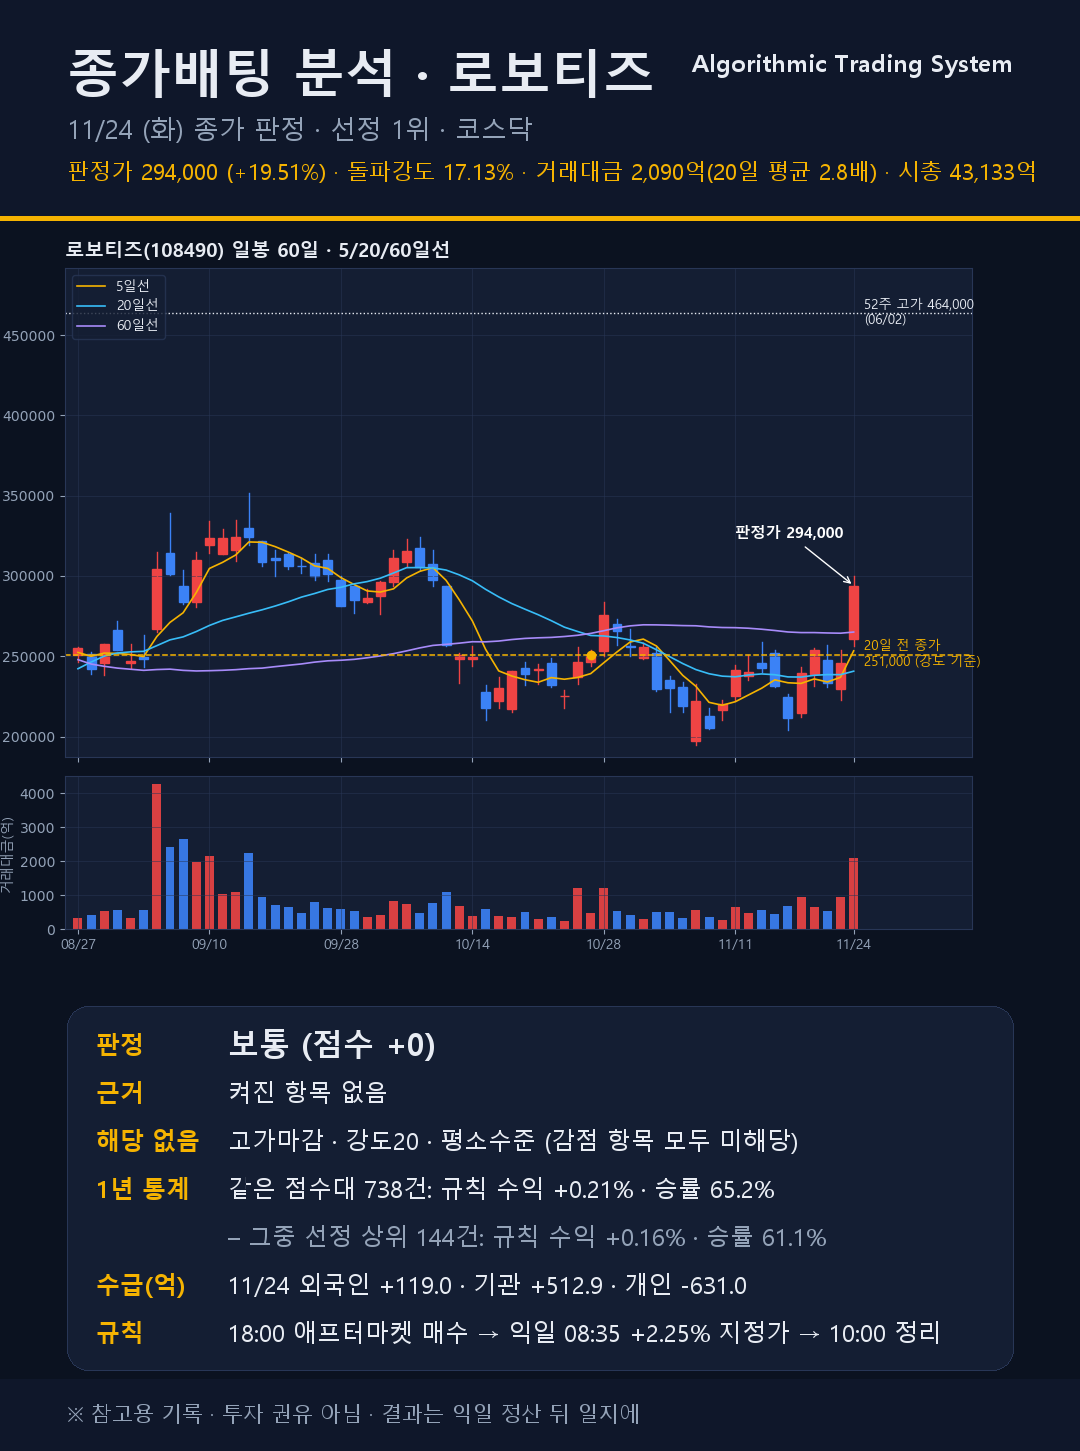 종가배팅 분석 · 로보티즈
Algorithmic Trading System
11/24 (화) 종가 판정 · 선정 1위 · 코스닥
판정가 294,000 (+19.51%) · 돌파강도 17.13% · 거래대금 2,090억(20일 평균 2.8배) · 시총 43,133억
로보티즈(108490) 일봉 60일 · 5/20/60일선
5일선
20일선
60일선
52주 고가 464,000
(06/02)
450000
400000
350000
판정가 294,000
300000
20일 전 종가
250000
251,000 (강도 기준)
200000
거래대금(억)
4000
3000
2000
1000
0
08/27 09/10 09/28 10/14 10/28 11/11 11/24
판정 보통 (점수 +0)
근거 켜진 항목 없음
해당 없음 고가마감 · 강도20 · 평소수준 (감점 항목 모두 미해당)
1년 통계 같은 점수대 738건: 규칙 수익 +0.21% · 승률 65.2%
– 그중 선정 상위 144건: 규칙 수익 +0.16% · 승률 61.1%
수급(억) 11/24 외국인 +119.0 · 기관 +512.9 · 개인 -631.0
규칙 18:00 애프터마켓 매수 → 익일 08:35 +2.25% 지정가 → 10:00 정리
※ 참고용 기록 · 투자 권유 아님 · 결과는 익일 정산 뒤 일지에